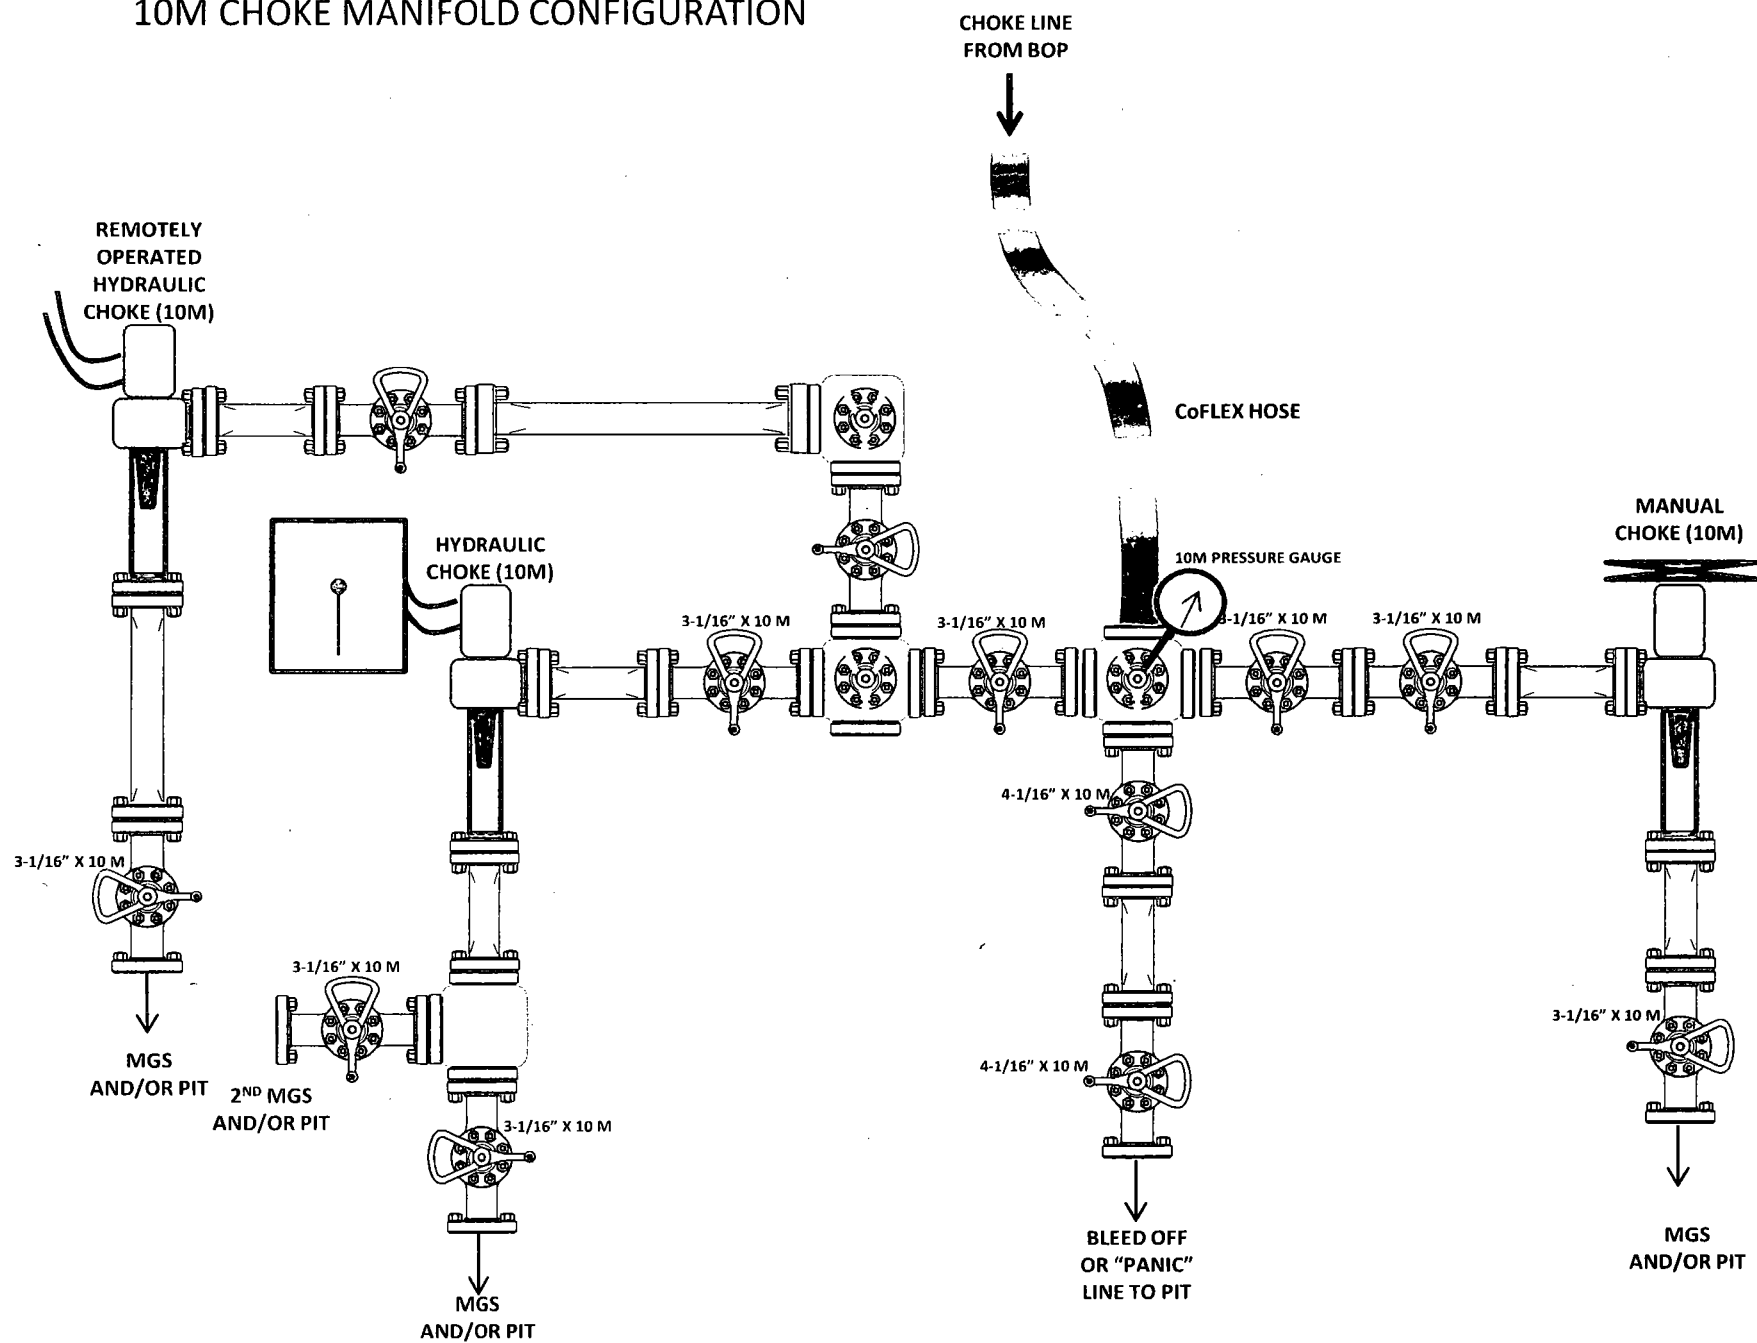 10M CHOKE MANIFOLD CONFIGURATION
CHOKE LINE
FROM BOP
REMOTELY
OPERATED
HYDRAULIC
CHOKE (10M)
CoFLEX HOSE
MANUAL
CHOKE (10M)
HYDRAULIC
CHOKE (10M)
10M PRESSURE GAUGE
3-1/16” X 10 M
3-1/16” X 10 M
3-1/16” X 10 M
3-1/16” X 10 M
4-1/16” X 10 M
3-1/16” X 10 M
3-1/16” X 10 M
3-1/16” X 10 M
4-1/16” X 10 M
MGS
AND/OR PIT
2ND MGS
AND/OR PIT
3-1/16” X 10 M
BLEED OFF
OR “PANIC”
LINE TO PIT
MGS
AND/OR PIT
MGS
AND/OR PIT